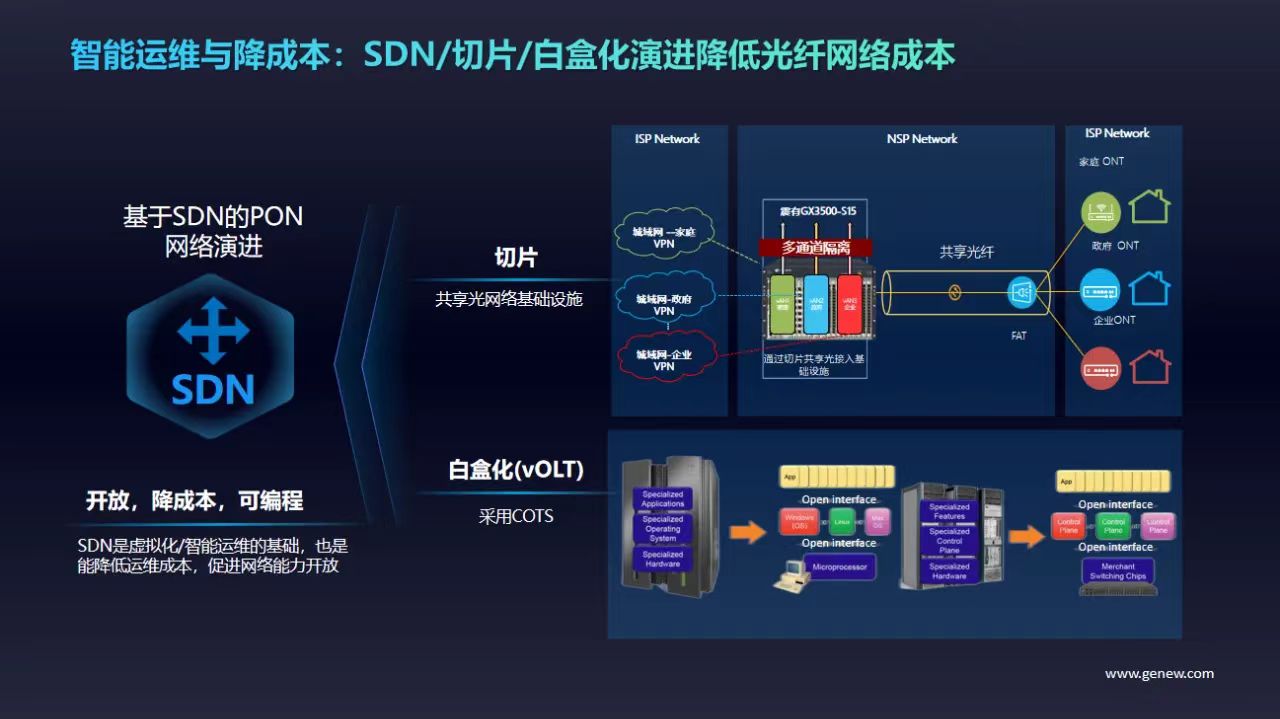 智能运维与降成本：SDN/切片/白盒化演进降低光纤网络成本
基于SDN的PON
网络演进
SDN
开放，降成本，可编程
SDN是虚拟化/智能运维的基础，也是
能降低运维成本，促进网络能力开放
切片
共享光网络基础设施
白盒化(vOLT)
采用COTS
ISP Network
城域网 —家庭
VPN
城域网-政府
VPN
城域网-企业
VPN
NSP Network
震有GX3500-S15
多通道隔离
vAN2
vAN3
企业
通过切片共享光接入基
础设施
共享光纤
FAT
ISP Network
家庭 ONT
政府 ONT
企业ONT
Specialized
Applications
Specialized
Operating
System
Specialized
Hardware
App
Open interface
Windows
(OS)
Linux
Mac
OS
Open interface
Microprocessor
Specialized
Features
Specialized
Control
Plane
Specialized
Hardware
App
Open interface
Control
Plane
Control
Plane
Control
Plane
Open interface
Merchant
Switching Chips
www.genew.com